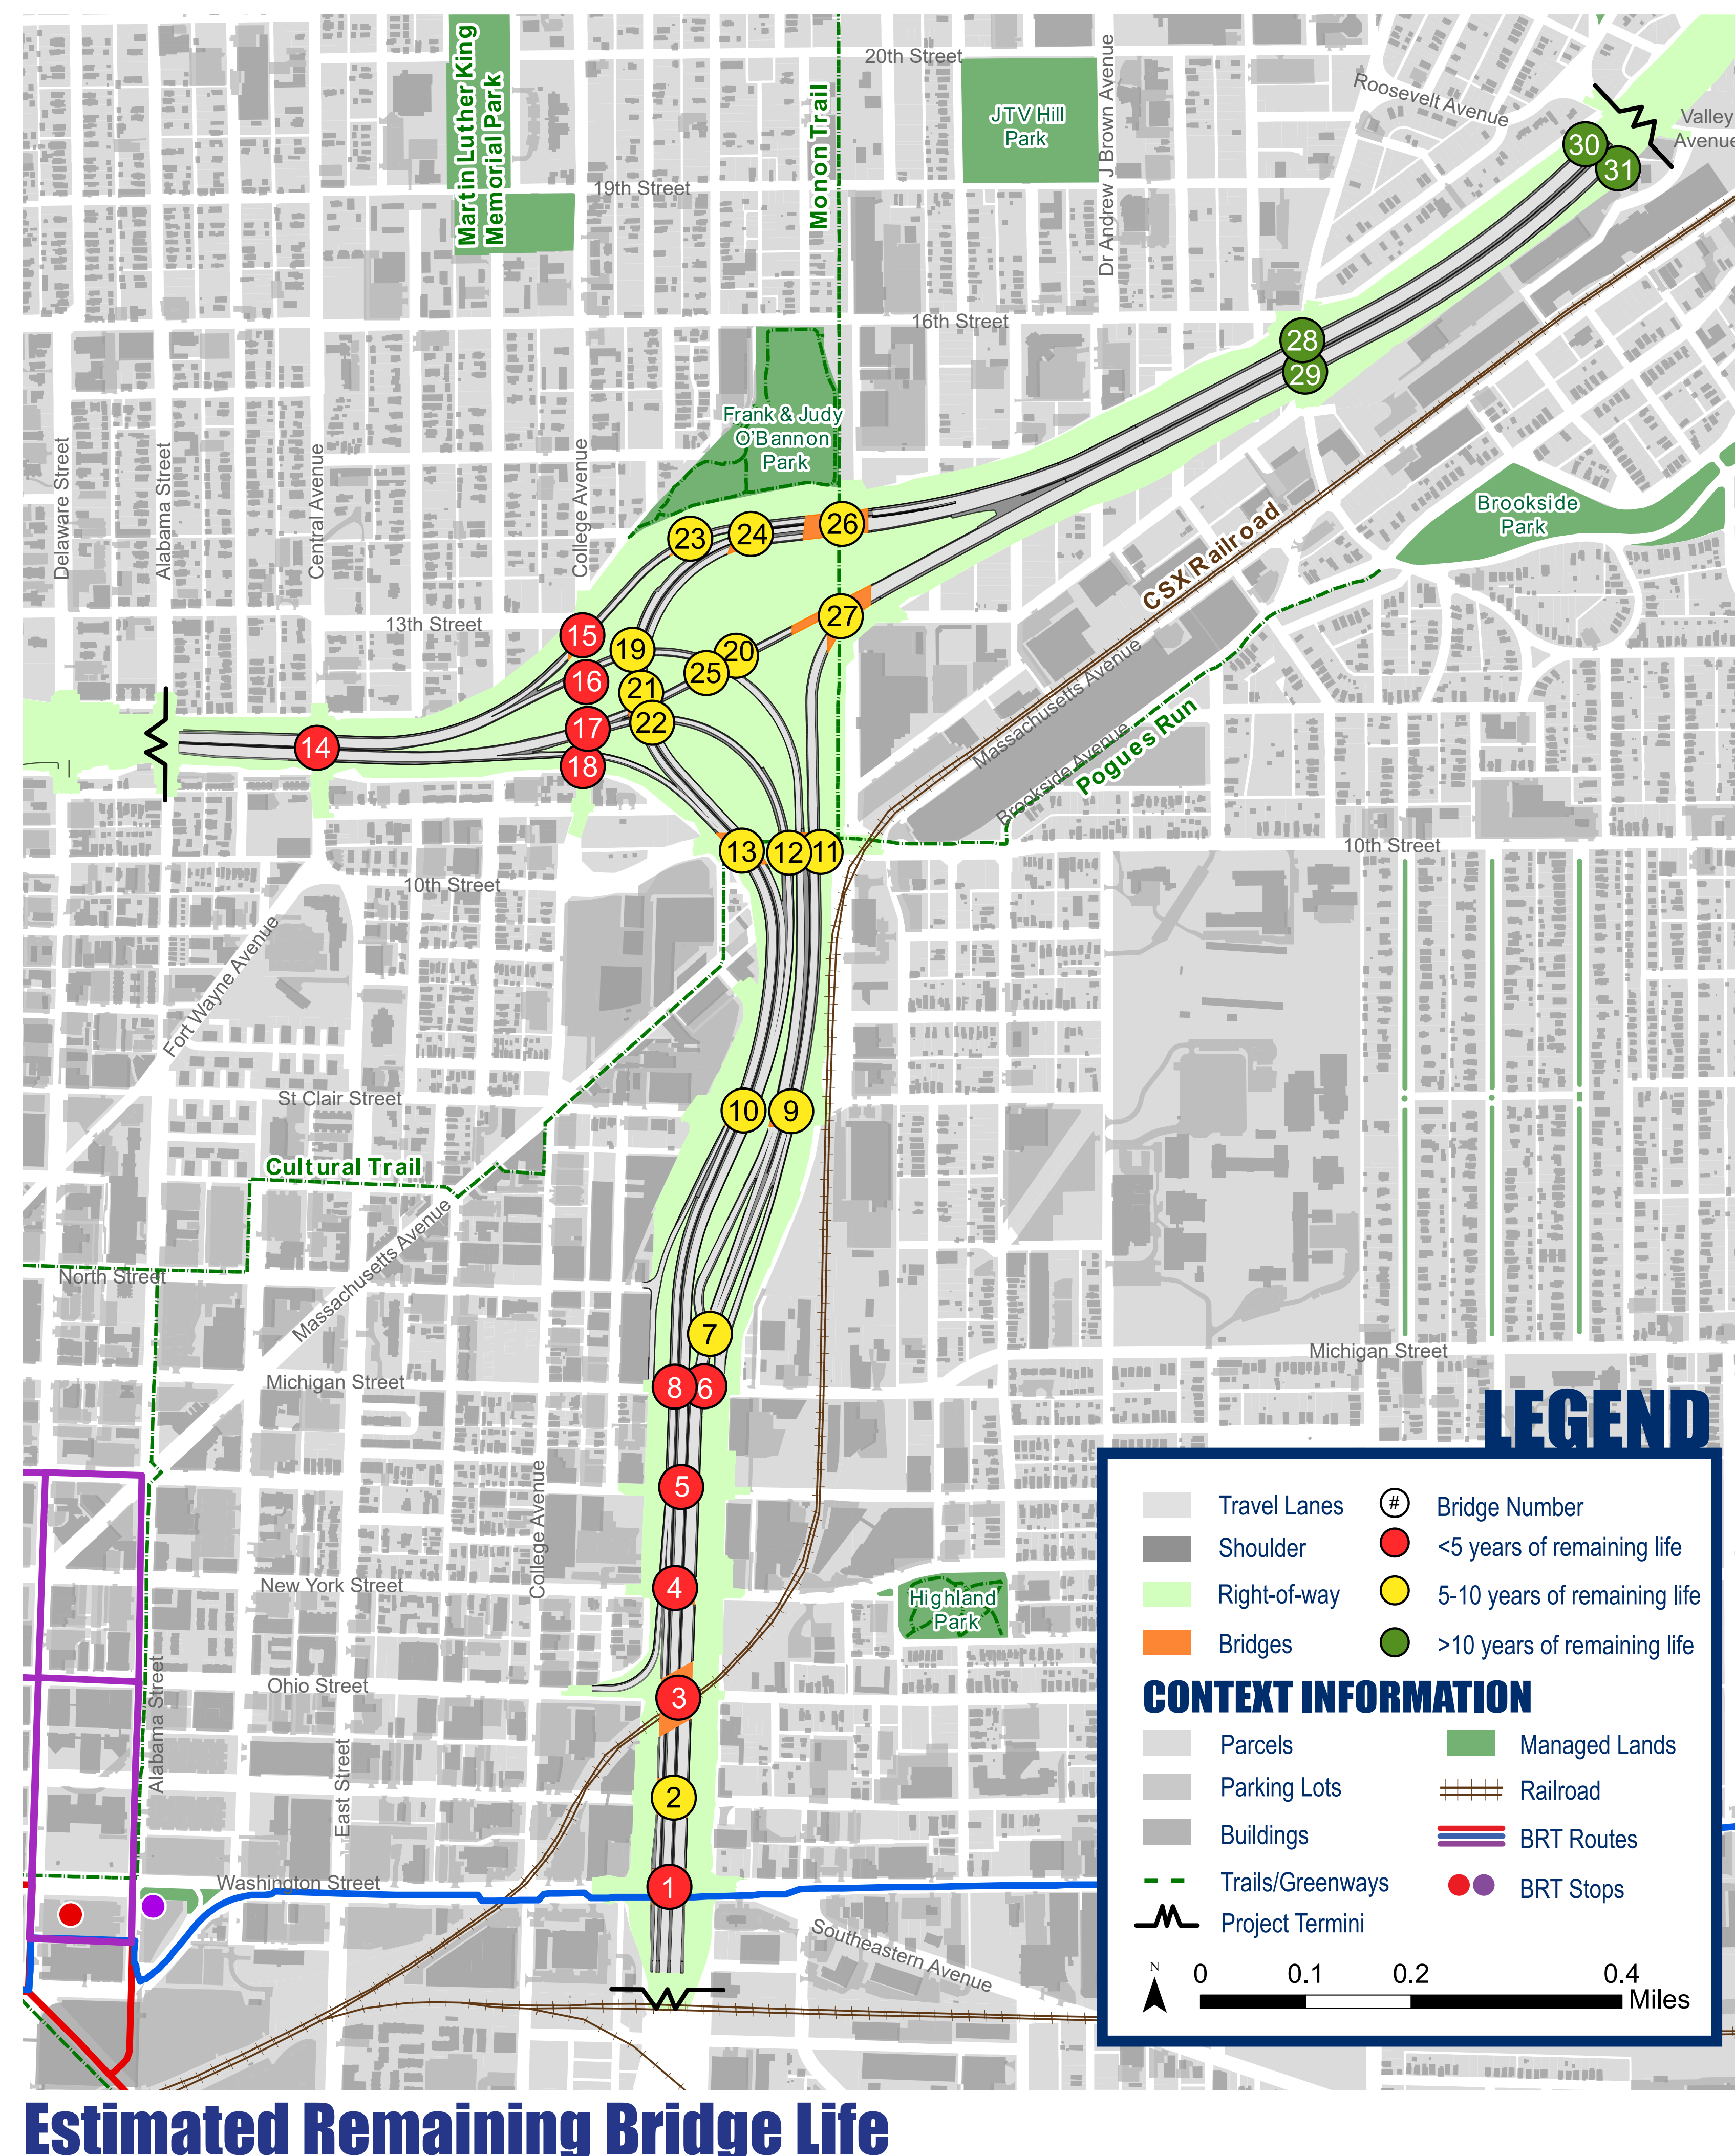 Martin Luther King
Memorial Park
Monon Trail
20th Street
JTV Hill
Park
Dr Andrew J Brown Avenue
Roosevelt Avenue
Valley
Avenue
30
31
19th Street
16th Street
28
29
Frank & Judy
O'Bannon
Park
Delaware Street
Alabama Street
Central Avenue
College Avenue
23
24
26
Brookside
Park
CSX Railroad
13th Street
15
19
20
27
16
25
21
17
22
14
18
Massachusetts Avenue
Brookside Avenue
Pogues Run
13
12
11
10th Street
10th Street
Fort Wayne Avenue
St Clair Street
10
9
Cultural Trail
Massachusetts Avenue
North Street
7
Michigan Street
Michigan Street
8
6
College Avenue
5
New York Street
4
Highland
Park
Alabama Street
Ohio Street
3
East Street
2
Washington Street
1
Southeastern Avenue
LEGEND
Travel Lanes
# Bridge Number
Shoulder
<5 years of remaining life
Right-of-way
5-10 years of remaining life
Bridges
>10 years of remaining life
CONTEXT INFORMATION
Parcels
Managed Lands
Parking Lots
Railroad
Buildings
BRT Routes
Trails/Greenways
BRT Stops
Project Termini
N
0 0.1 0.2 0.4
Miles
Estimated Remaining Bridge Life